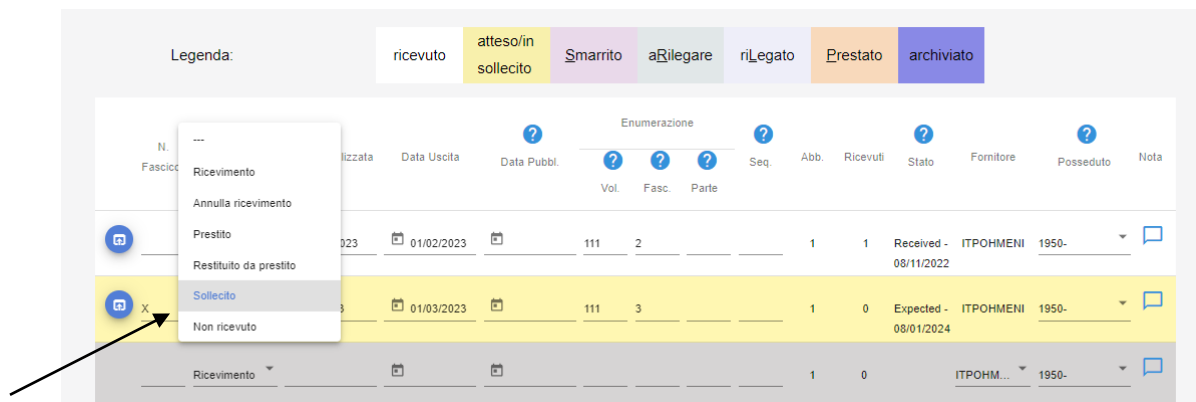 Legenda:
ricevuto
atteso/in
sollecito
Smarrito
aRilegare
riLegato
Prestato
archiviato
N.
Fascico
lizzata
Data Uscita
?
Data Pubbl.
Enumerazione
? ? ?
Vol. Fasc. Parte
?
Seq.
Abb.
Ricevuti
?
Stato
Fornitore
?
Posseduto
Nota
---
Ricevimento
Annulla ricevimento
Prestito
Restituito da prestito
Sollecito
Non ricevuto
023 01/02/2023 111 2 1 1 Received - ITPOHMENI 1950-
08/11/2022
X 3 01/03/2023 111 3 1 0 Expected - ITPOHMENI 1950-
08/01/2024
Ricevimento 1 0 ITPOHM... 1950-